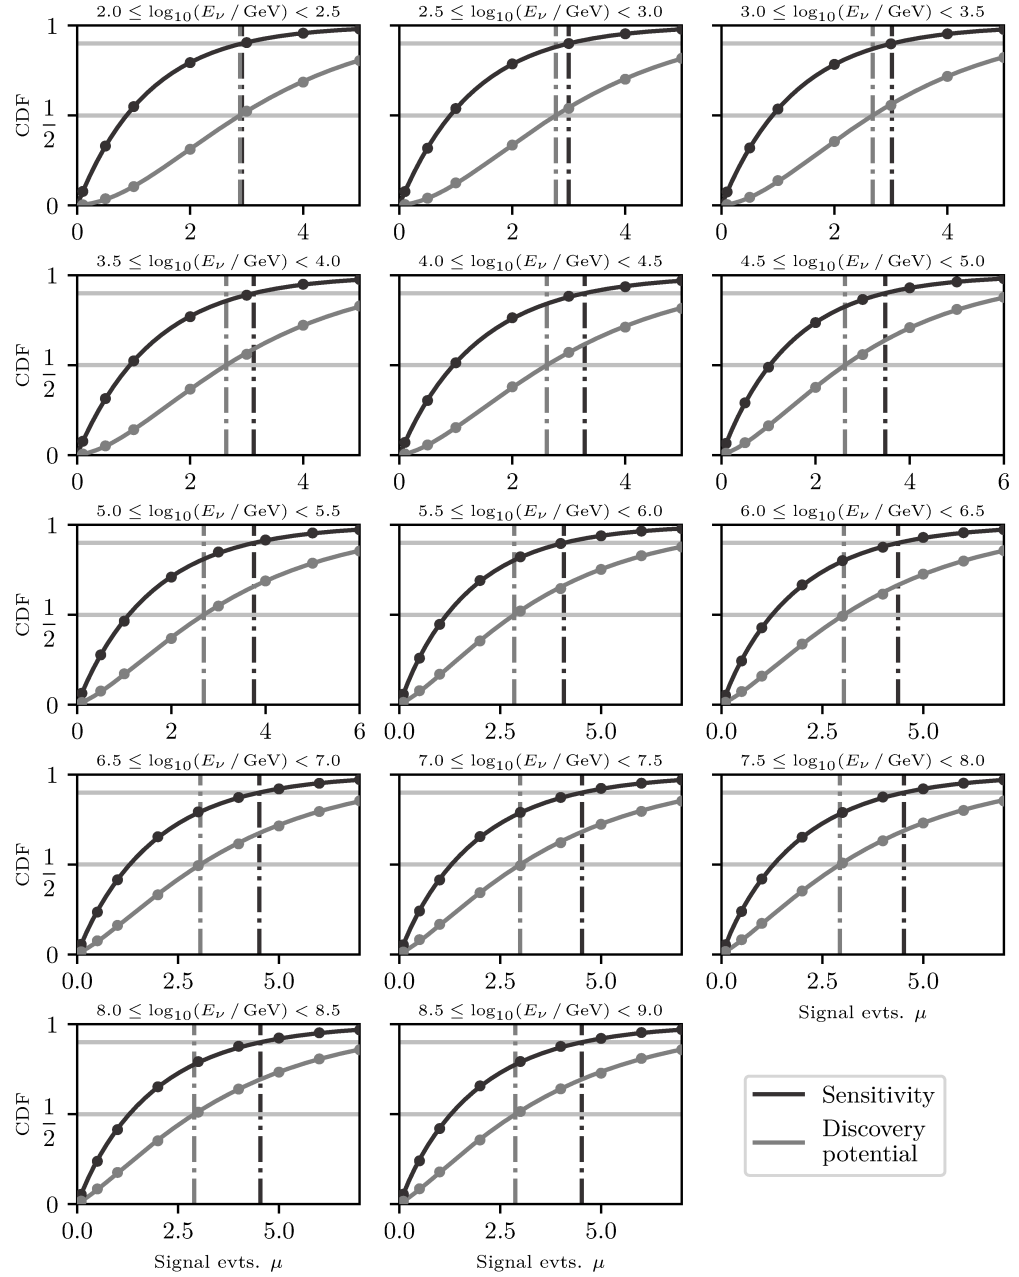 2.0 ≤ log₁₀(Eν / GeV) < 2.5
2.5 ≤ log₁₀(Eν / GeV) < 3.0
3.0 ≤ log₁₀(Eν / GeV) < 3.5
CDF
1
1/2
0
0 2 4
0 2 4
0 2 4
3.5 ≤ log₁₀(Eν / GeV) < 4.0
4.0 ≤ log₁₀(Eν / GeV) < 4.5
4.5 ≤ log₁₀(Eν / GeV) < 5.0
CDF
1
1/2
0
0 2 4
0 2 4
0 2 4 6
5.0 ≤ log₁₀(Eν / GeV) < 5.5
5.5 ≤ log₁₀(Eν / GeV) < 6.0
6.0 ≤ log₁₀(Eν / GeV) < 6.5
CDF
1
1/2
0
0 2 4 6
0.0 2.5 5.0
0.0 2.5 5.0
6.5 ≤ log₁₀(Eν / GeV) < 7.0
7.0 ≤ log₁₀(Eν / GeV) < 7.5
7.5 ≤ log₁₀(Eν / GeV) < 8.0
CDF
1
1/2
0
0.0 2.5 5.0
0.0 2.5 5.0
0.0 2.5 5.0
Signal evts. μ
8.0 ≤ log₁₀(Eν / GeV) < 8.5
8.5 ≤ log₁₀(Eν / GeV) < 9.0
CDF
1
1/2
0
0.0 2.5 5.0
0.0 2.5 5.0
Signal evts. μ
Signal evts. μ
Sensitivity
Discovery
potential